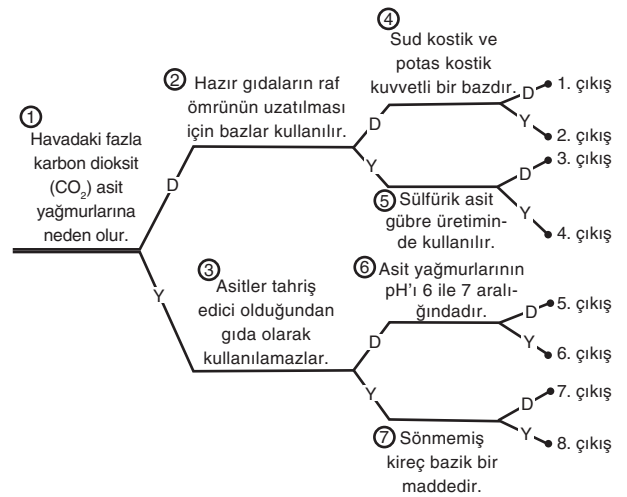 ①
Havadaki fazla
karbon dioksit
(CO₂) asit
yağmurlarına
neden olur.
D
Y
②
Hazır gıdaların raf
ömrünün uzatılması
için bazlar kullanılır.
D
Y
③
Asitler tahriş
edici olduğundan
gıda olarak
kullanılamazlar.
D
Y
④
Sud kostik ve
potas kostik
kuvvetli bir bazdır.
D
Y
1. çıkış
2. çıkış
⑤ Sülfürik asit
gübre üretimin-
de kullanılır.
D
Y
3. çıkış
4. çıkış
⑥ Asit yağmurlarının
pH'ı 6 ile 7 aralı-
ğındadır.
D
Y
5. çıkış
6. çıkış
⑦ Sönmemiş
kireç bazik bir
maddedir.
D
Y
7. çıkış
8. çıkış